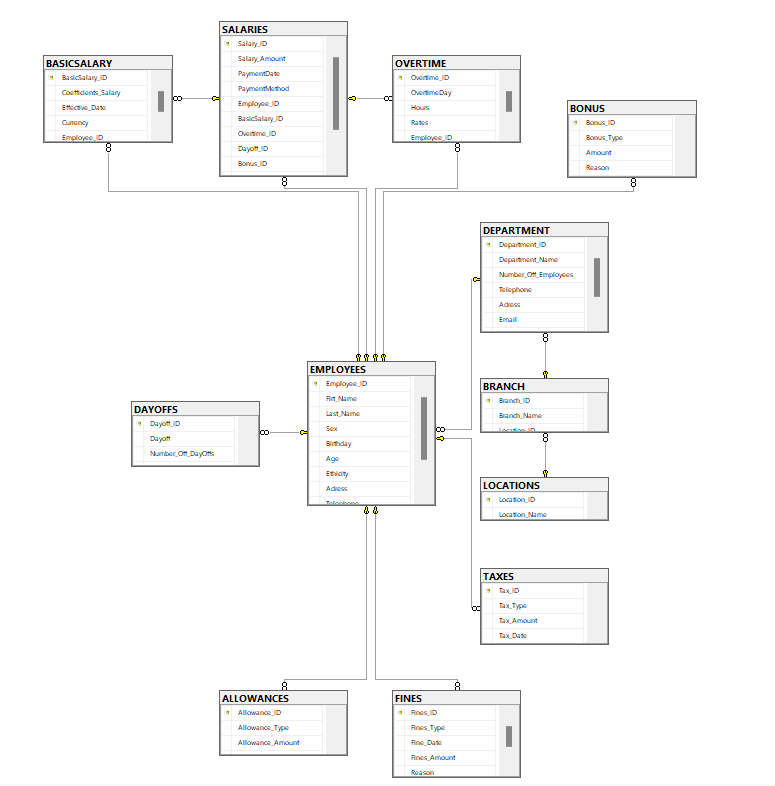 SALARIES
Salary_ID
Salary_Amount
PaymentDate
PaymentMethod
Employee_ID
BasicSalary_ID
Overtime_ID
Dayoff_ID
Bonus_ID
BASICSALARY
BasicSalary_ID
Coefficients_Salary
Effective_Date
Currency
Employee_ID
OVERTIME
Overtime_ID
OvertimeDay
Hours
Rates
Employee_ID
BONUS
Bonus_ID
Bonus_Type
Amount
Reason
DEPARTMENT
Department_ID
Department_Name
Number_Off_Employees
Telephone
Adress
Email
EMPLOYEES
Employee_ID
Firt_Name
Last_Name
Sex
Birthday
Age
Ethicity
Adress
Telephone
BRANCH
Branch_ID
Branch_Name
Location_ID
DAYOFFS
Dayoff_ID
Dayoff
Number_Off_DayOffs
LOCATIONS
Location_ID
Location_Name
TAXES
Tax_ID
Tax_Type
Tax_Amount
Tax_Date
ALLOWANCES
Allowance_ID
Allowance_Type
Allowance_Amount
FINES
Fines_ID
Fines_Type
Fine_Date
Fines_Amount
Reason